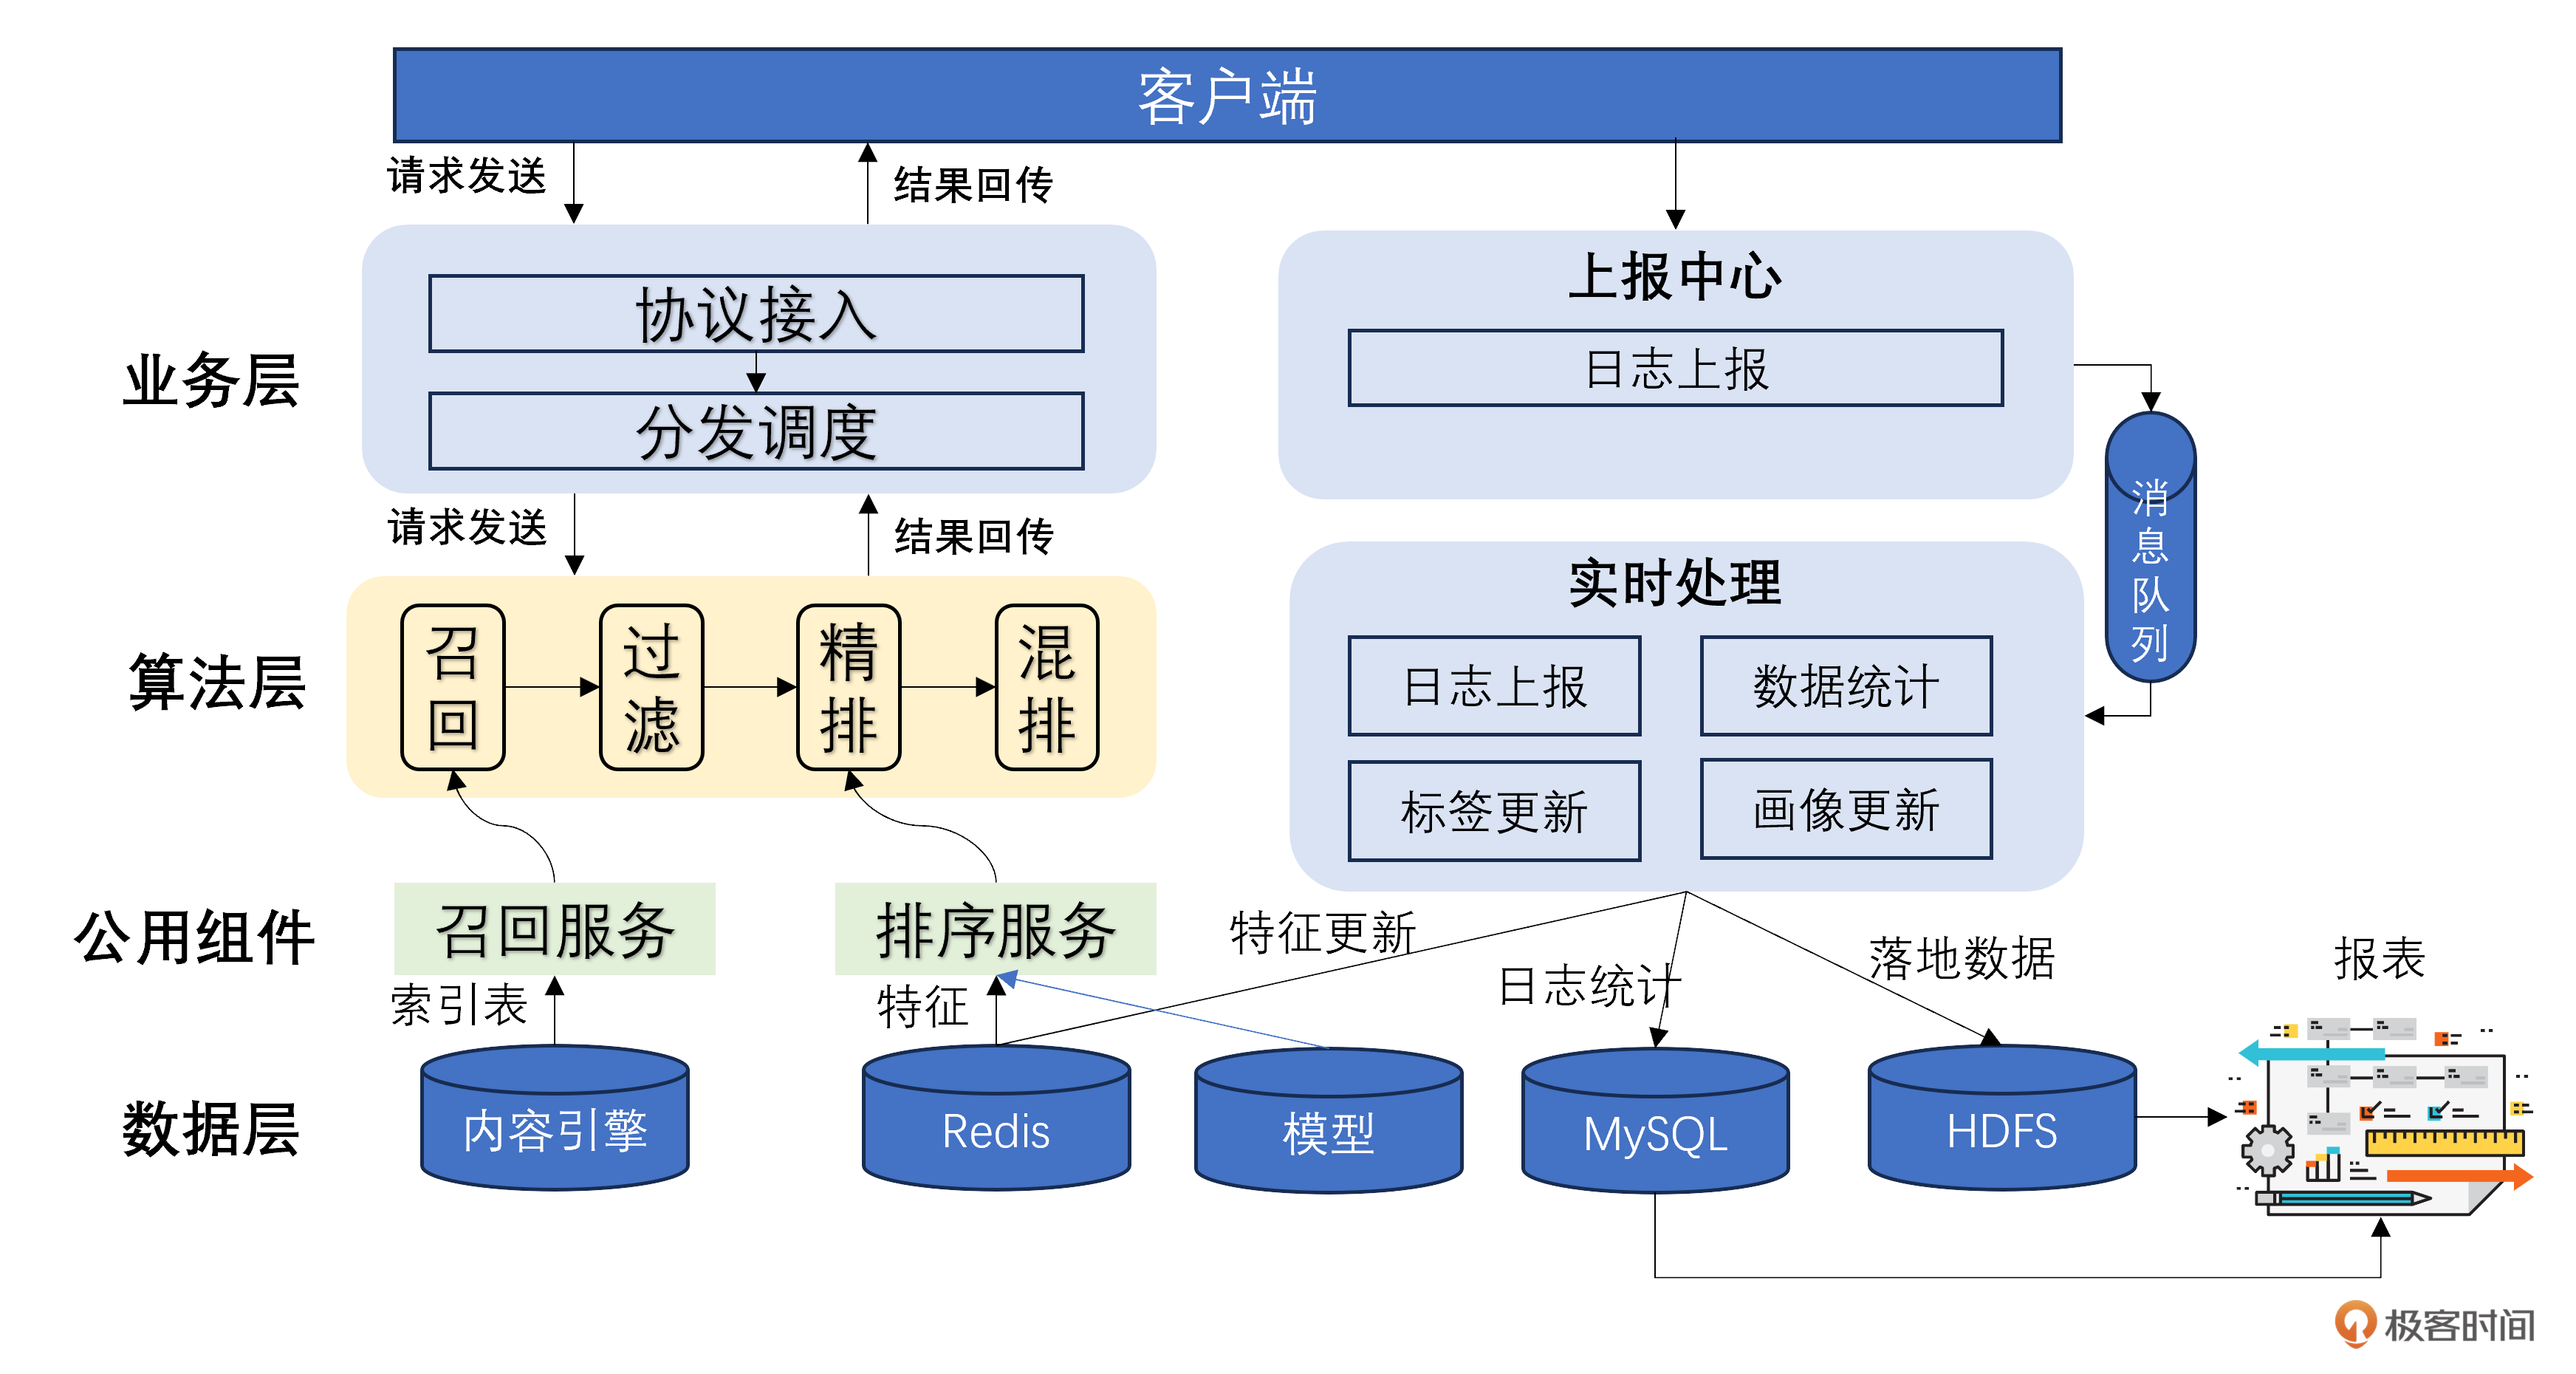 客户端
请求发送
结果回传
业务层
协议接入
分发调度
上报中心
日志上报
消息队列
请求发送
结果回传
算法层
召回
过滤
精排
混排
实时处理
日志上报
数据统计
标签更新
画像更新
公用组件
召回服务
排序服务
特征更新
日志统计
落地数据
报表
索引表
特征
数据层
内容引擎
Redis
模型
MySQL
HDFS
极客时间